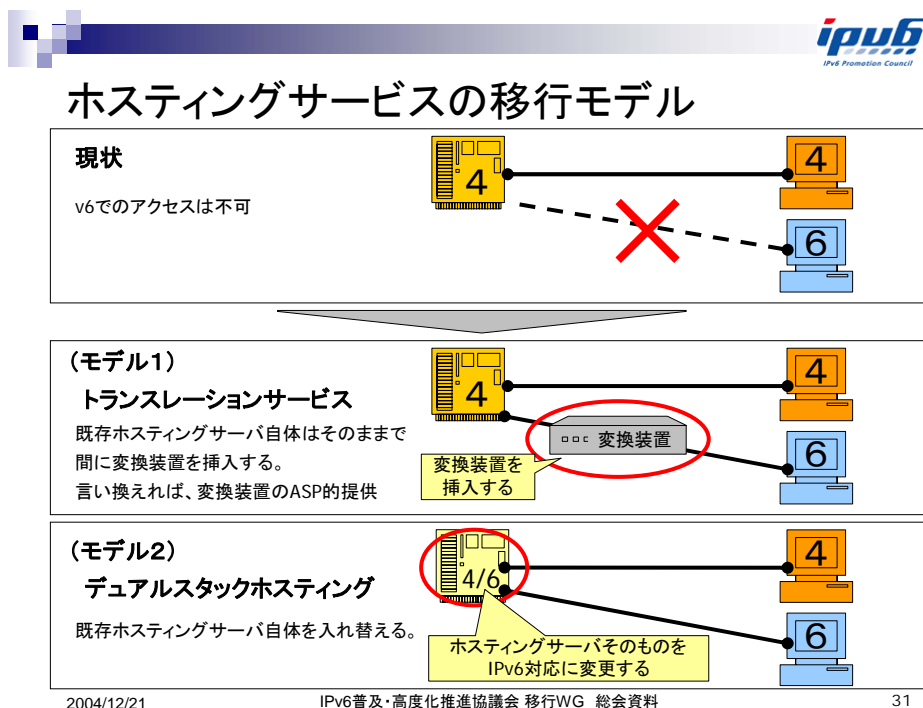 ipv6
IPv6 Promotion Council
ホスティングサービスの移行モデル
現状
v6でのアクセスは不可
4
4
6
(モデル1)
トランスレーションサービス
既存ホスティングサーバ自体はそのままで
間に変換装置を挿入する。
言い換えれば、変換装置のASP的提供
4
変換装置
変換装置を
挿入する
4
6
(モデル2)
デュアルスタックホスティング
既存ホスティングサーバ自体を入れ替える。
4/6
ホスティングサーバそのものを
IPv6対応に変更する
4
6
2004/12/21
IPv6普及・高度化推進協議会 移行WG 総会資料
31